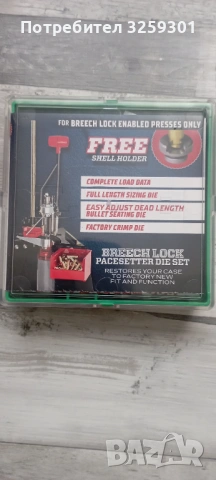 Потребител 3259301
FOR BREECH LOCK ENABLED PRESSES ONLY
FREE
SHELL HOLDER
COMPLETE LOAD DATA
FULL LENGTH SIZING DIE
EASY ADJUST DEAD LENGTH
BULLET SEATING DIE
FACTORY CRIMP DIE
BREECH LOCK
PACESETTER DIE SET
RESTORES YOUR CASE
TO FACTORY NEW
FIT AND FUNCTION
BAZAR
bg